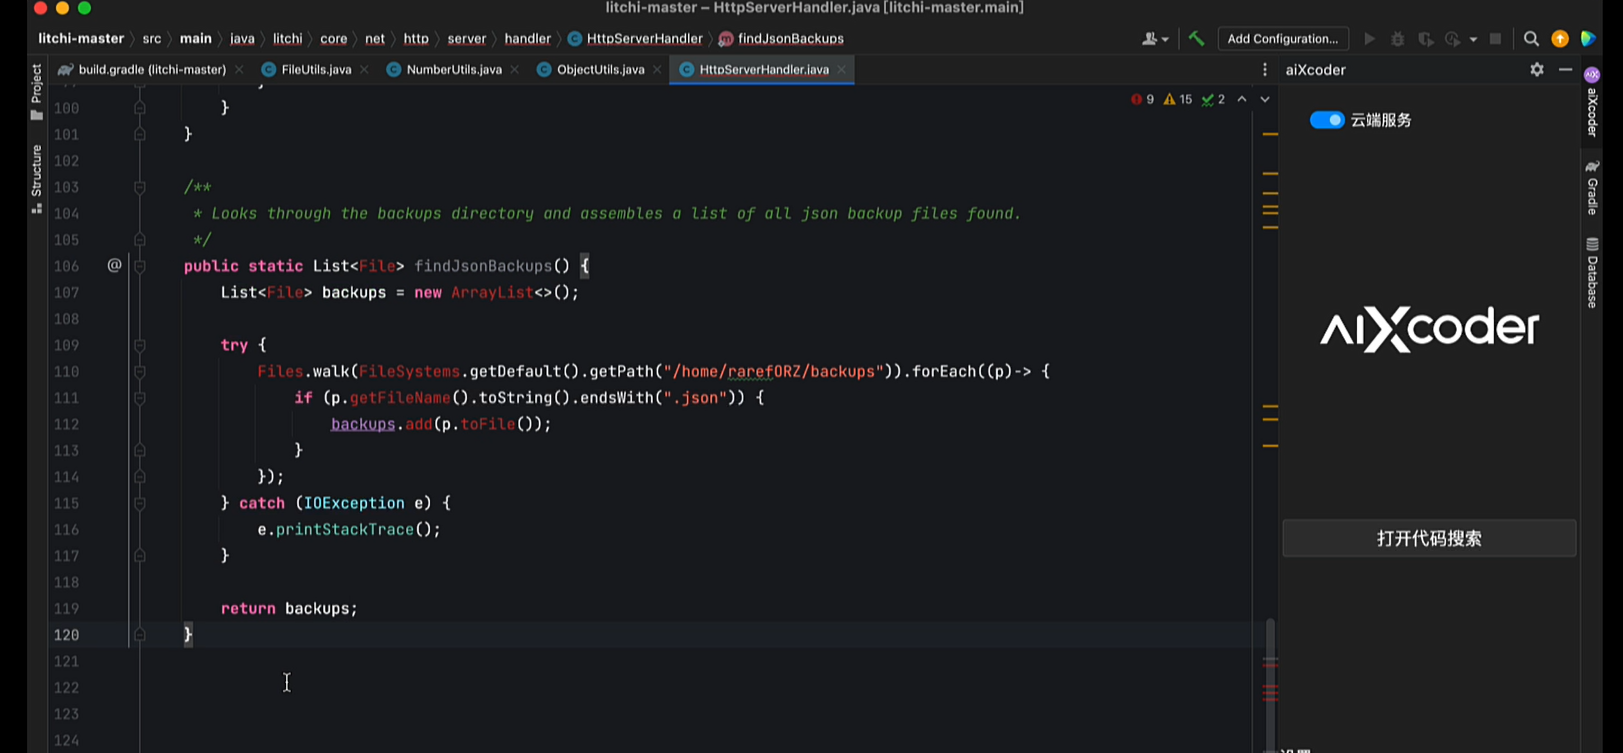 litchi-master – HttpServerHandler.java [litchi-master.main]
litchi-master 〉 src 〉 main 〉 java 〉 litchi 〉 core 〉 net 〉 http 〉 server 〉 handler 〉 HttpServerHandler 〉 findJsonBackups
Add Configuration...
build.gradle (litchi-master) FileUtils.java NumberUtils.java ObjectUtils.java HttpServerHandler.java
aiXcoder
9 15 2
Project
Structure
100 }
101 }
102
103 /**
104 * Looks through the backups directory and assembles a list of all json backup files found.
105 */
106 @ public static List<File> findJsonBackups() {
107 List<File> backups = new ArrayList<>();
108
109 try {
110 Files.walk(FileSystems.getDefault().getPath("/home/rarefORZ/backups")).forEach((p)-> {
111 if (p.getFileName().toString().endsWith(".json")) {
112 backups.add(p.toFile());
113 }
114 });
115 } catch (IOException e) {
116 e.printStackTrace();
117 }
118
119 return backups;
120 }
121
122
123
124
云端服务
aiXcoder
打开代码搜索
aiXcoder
Gradle
Database